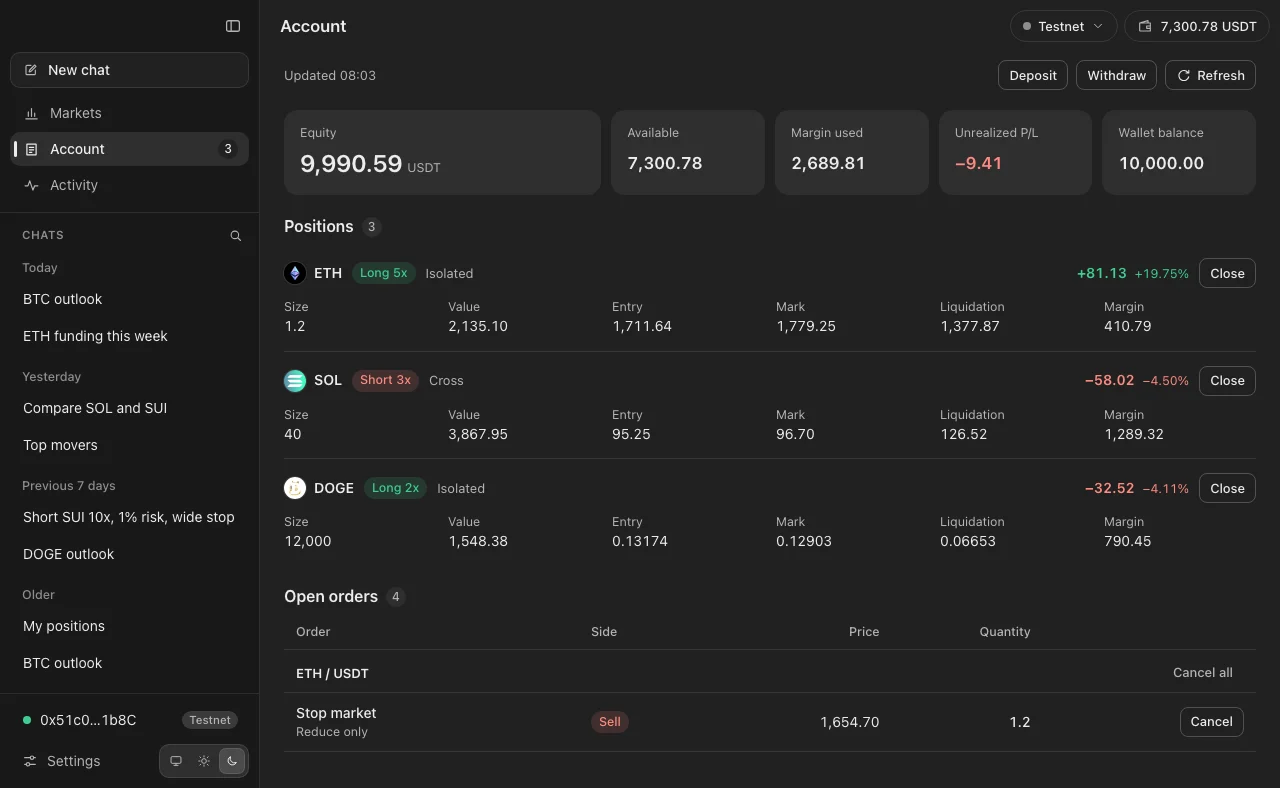 Account
Testnet
7,300.78 USDT
New chat
Markets
Account 3
Activity
CHATS
Today
BTC outlook
ETH funding this week
Yesterday
Compare SOL and SUI
Top movers
Previous 7 days
Short SUI 10x, 1% risk, wide stop
DOGE outlook
Older
My positions
BTC outlook
0x51c0...1b8C Testnet
Settings
Updated 08:03
Deposit Withdraw Refresh
Equity
9,990.59 USDT
Available
7,300.78
Margin used
2,689.81
Unrealized P/L
−9.41
Wallet balance
10,000.00
Positions 3
ETH Long 5x Isolated +81.13 +19.75% Close
Size Value Entry Mark Liquidation Margin
1.2 2,135.10 1,711.64 1,779.25 1,377.87 410.79
SOL Short 3x Cross −58.02 −4.50% Close
Size Value Entry Mark Liquidation Margin
40 3,867.95 95.25 96.70 126.52 1,289.32
DOGE Long 2x Isolated −32.52 −4.11% Close
Size Value Entry Mark Liquidation Margin
12,000 1,548.38 0.13174 0.12903 0.06653 790.45
Open orders 4
Order Side Price Quantity
ETH / USDT Cancel all
Stop market Sell 1,654.70 1.2 Cancel
Reduce only